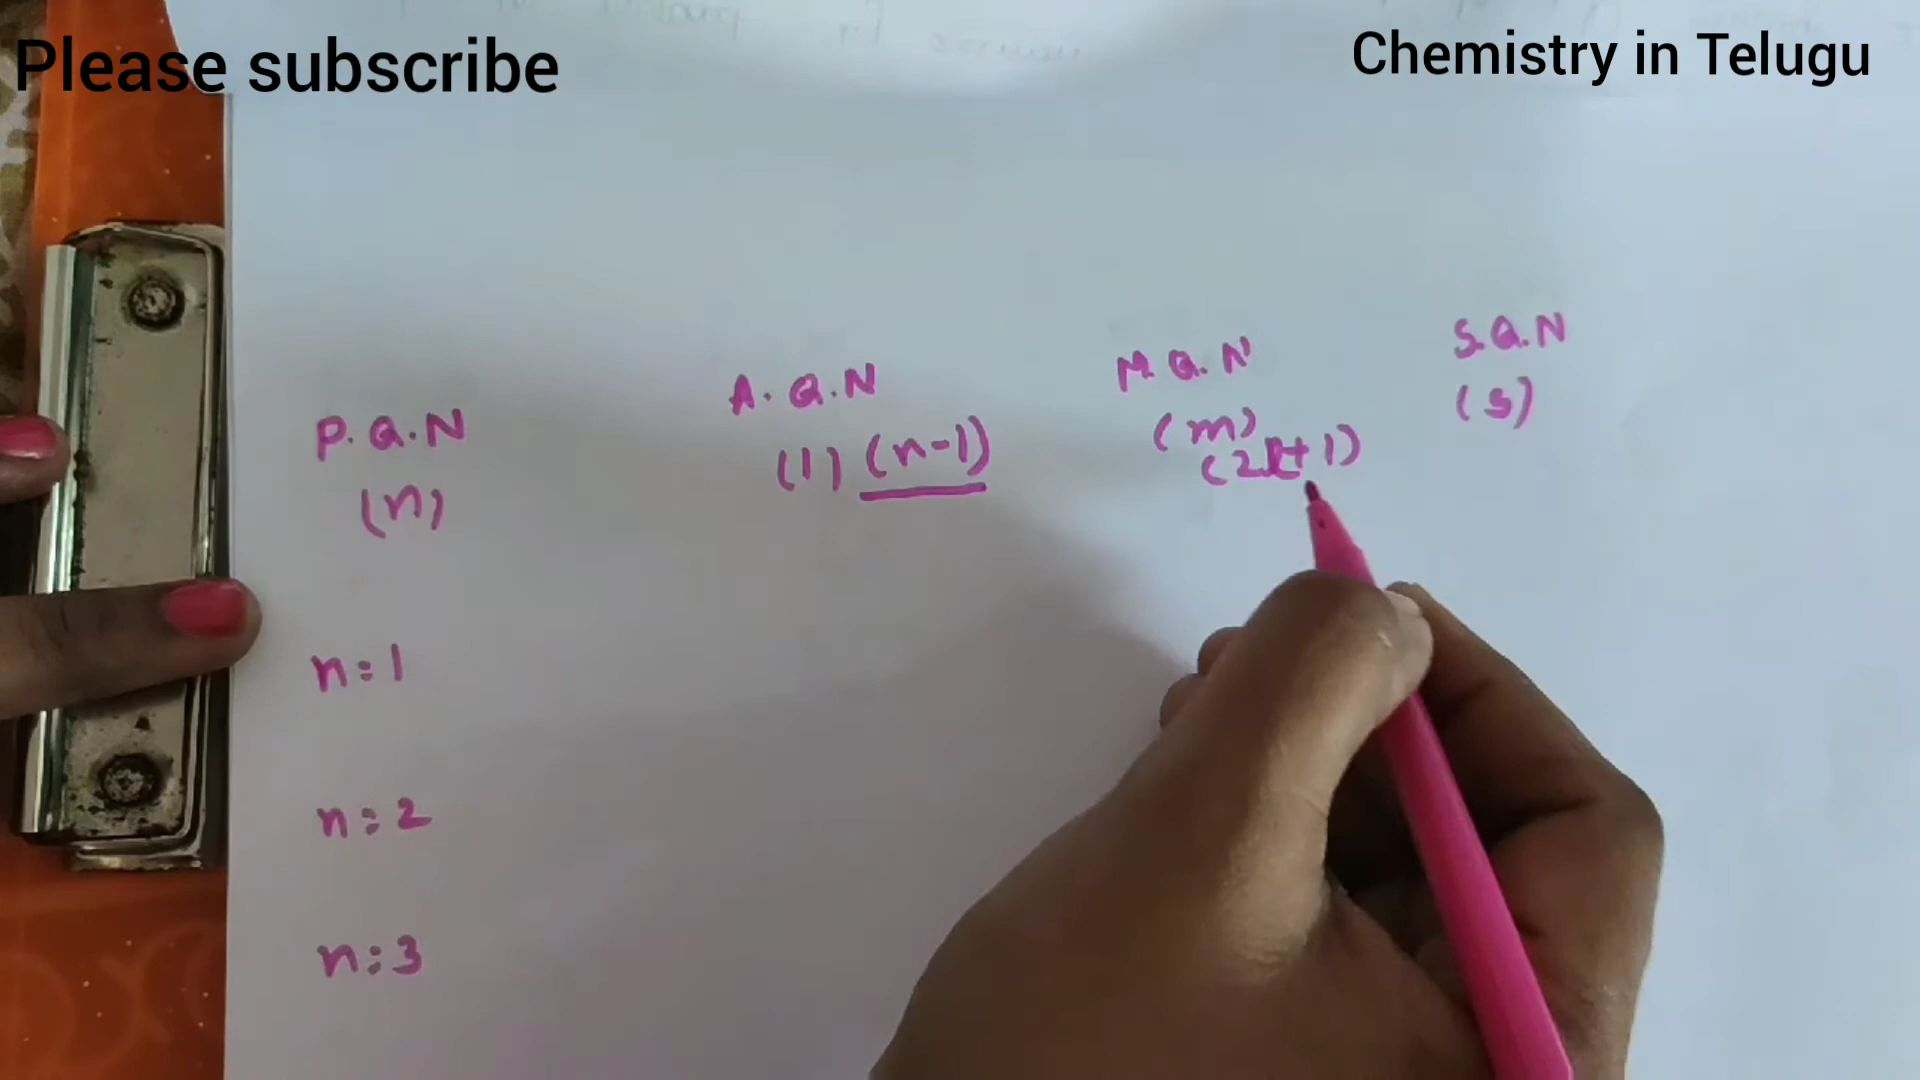 Please subscribe
Chemistry in Telugu
P.Q.N
A.Q.N
M.Q.N
S.Q.N
(n)
(l) (n-1)
(m)
(2l+1)
(s)
n=1
n=2
n=3